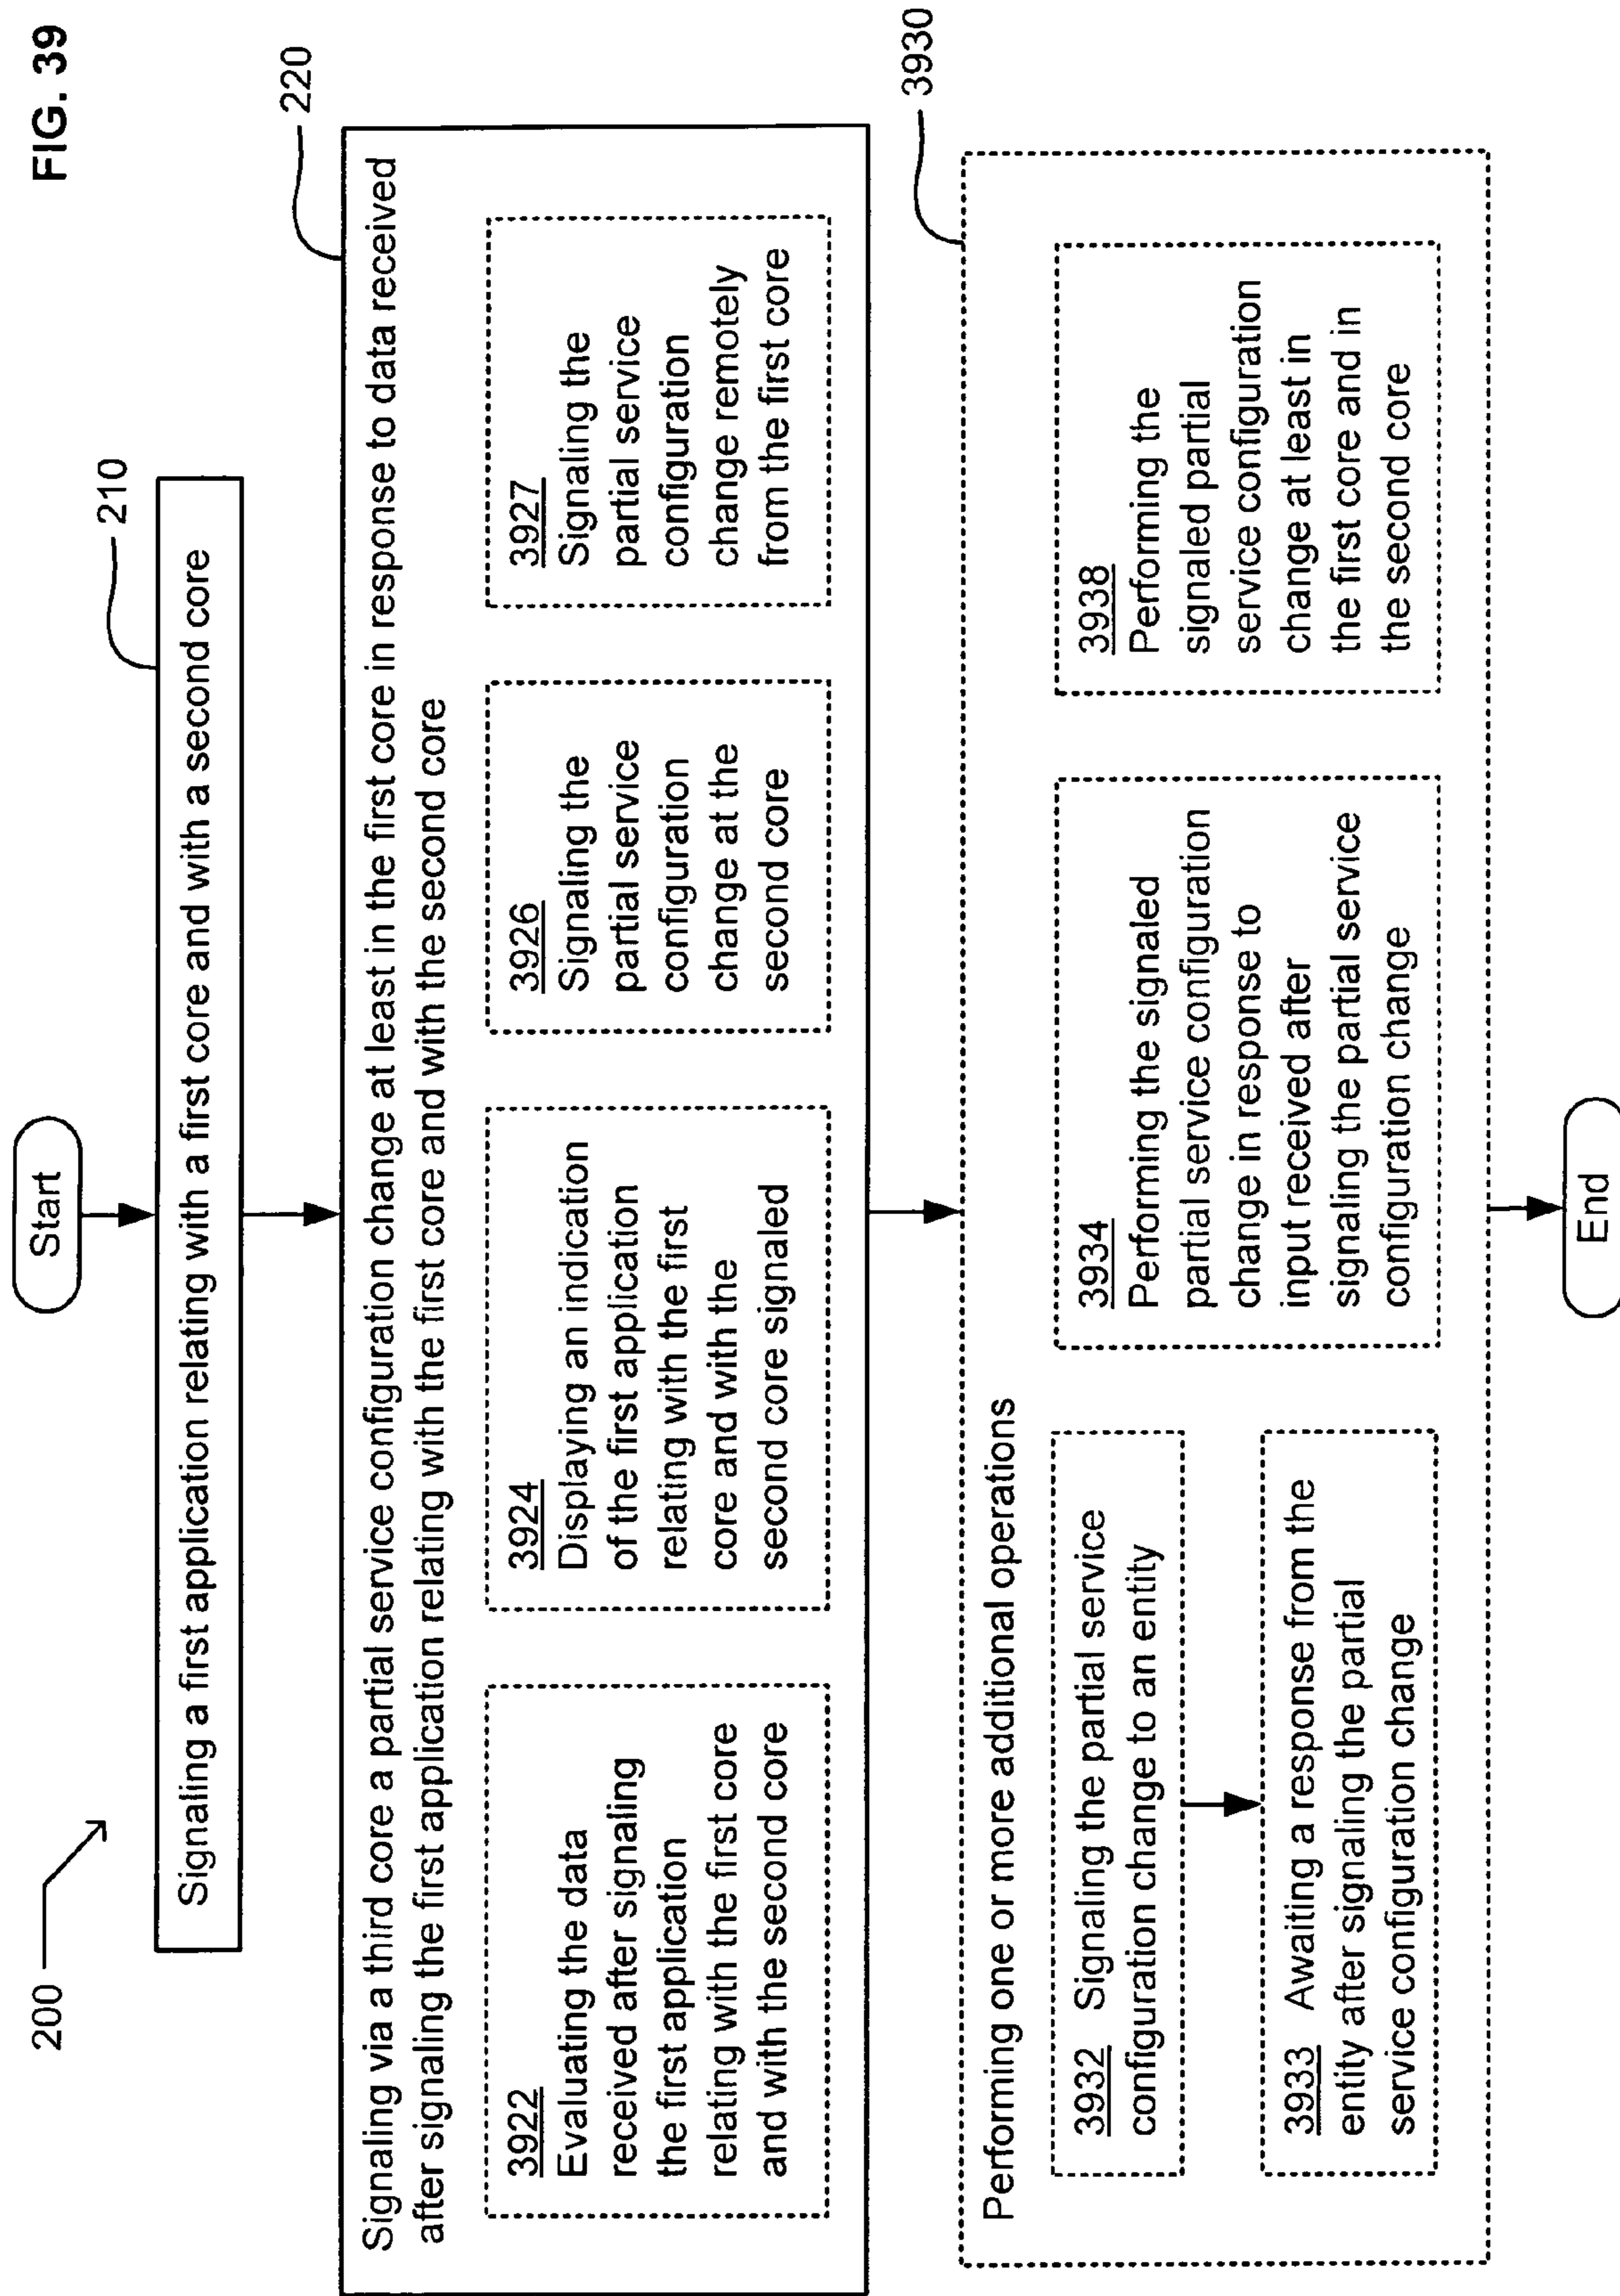 FIG. 39
200
Start
210
Signaling a first application relating with a first core and with a second core
220
Signaling via a third core a partial service configuration change at least in the first core in response to data received
after signaling the first application relating with the first core and with the second core
3922
Evaluating the data
received after signaling
the first application
relating with the first core
and with the second core
3924
Displaying an indication
of the first application
relating with the first
core and with the
second core signaled
3926
Signaling the
partial service
configuration
change at the
second core
3927
Signaling the
partial service
configuration
change remotely
from the first core
3930
Performing one or more additional operations
3932 Signaling the partial service
configuration change to an entity
3933 Awaiting a response from the
entity after signaling the partial
service configuration change
3934
Performing the signaled
partial service configuration
change in response to
input received after
signaling the partial service
configuration change
3938
Performing the
signaled partial
service configuration
change at least in
the first core and in
the second core
End